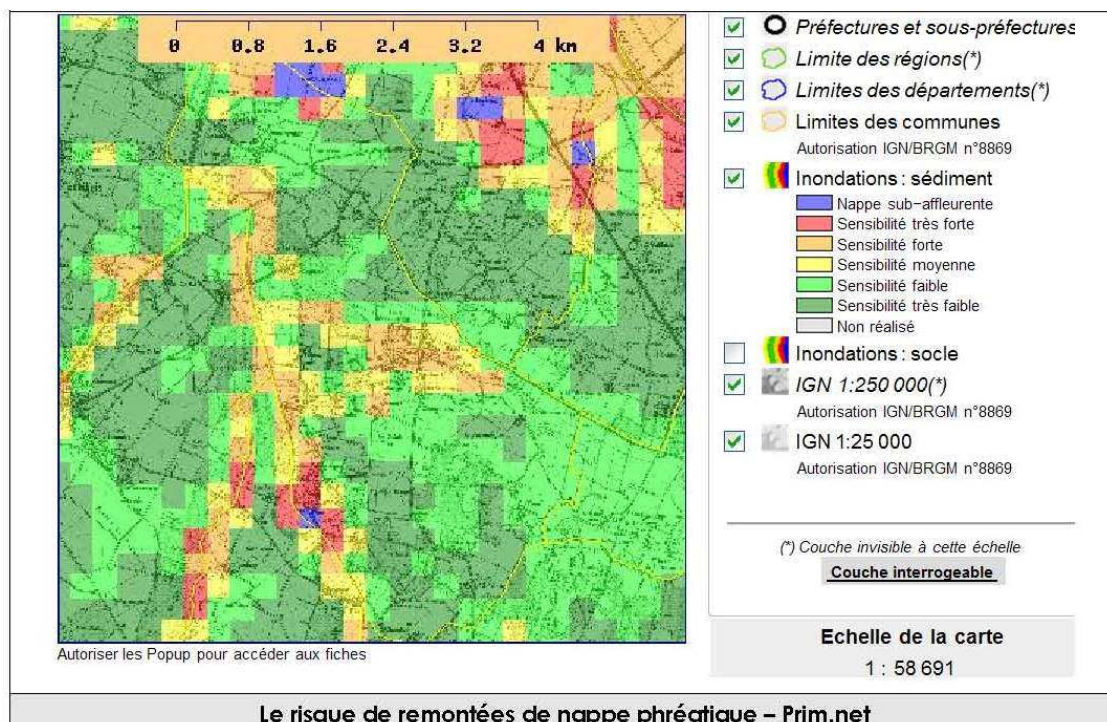 0 0.8 1.6 2.4 3.2 4 km
Autoriser les Popup pour accéder aux fiches
Préfectures et sous-préfectures
Limite des régions(*)
Limites des départements(*)
Limites des communes
Autorisation IGN/BRGM n°8869
Inondations : sédiment
Nappe sub-affleurente
Sensibilité très forte
Sensibilité forte
Sensibilité moyenne
Sensibilité faible
Sensibilité très faible
Non réalisé
Inondations : socle
IGN 1:250 000(*)
Autorisation IGN/BRGM n°8869
IGN 1:25 000
Autorisation IGN/BRGM n°8869
(*) Couche invisible à cette échelle
Couche interrogeable
Echelle de la carte
1 : 58 691
Le risque de remontées de nappe phréatique – Prim.net